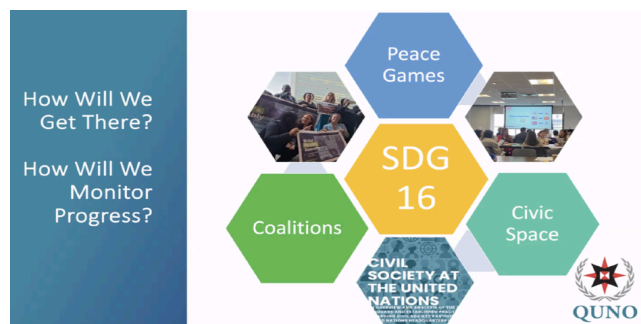 How Will We
Get There?
How Will We
Monitor
Progress?
Peace
Games
SDG
16
Coalitions
Civic
Space
CIVIL
SOCIETY AT
THE UNITED
NATIONS
QUNO